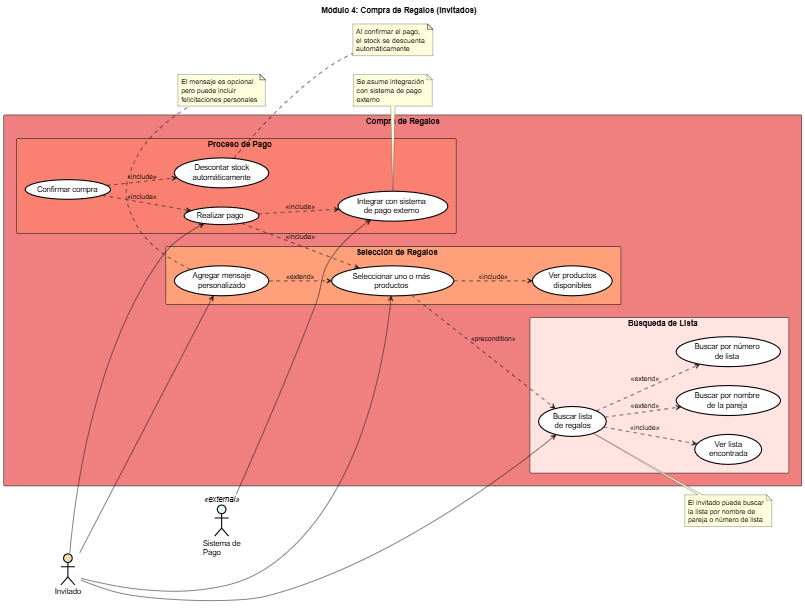 Módulo 4: Compra de Regalos (Invitados)
Al confirmar el pago,
el stock se descuenta
automáticamente
El mensaje es opcional
pero puede incluir
felicitaciones personales
Se asume integración
con sistema de pago
externo
Compra de Regalos
Proceso de Pago
Confirmar compra
«include»
«include»
Descontar stock
automáticamente
Realizar pago
«include»
«include»
Integrar con sistema
de pago externo
Selección de Regalos
Agregar mensaje
personalizado
«extend»
Seleccionar uno o más
productos
«include»
Ver productos
disponibles
«precondition»
Búsqueda de Lista
Buscar lista
de regalos
«extend»
«extend»
«include»
Buscar por número
de lista
Buscar por nombre
de la pareja
Ver lista
encontrada
El invitado puede buscar
la lista por nombre de
pareja o número de lista
«external»
Sistema de
Pago
Invitado